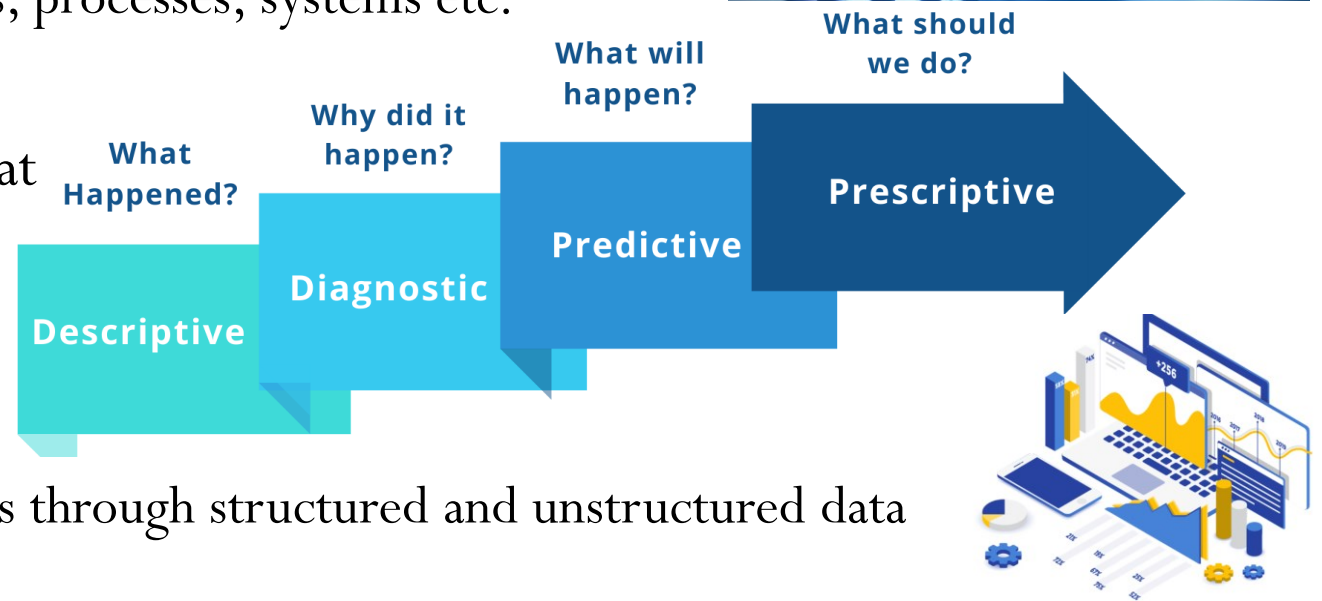 s, processes, systems etc.
What should
we do?
What will
happen?
Why did it
happen?
at
What
Happened?
Prescriptive
Predictive
Diagnostic
Descriptive
+256
s through structured and unstructured data